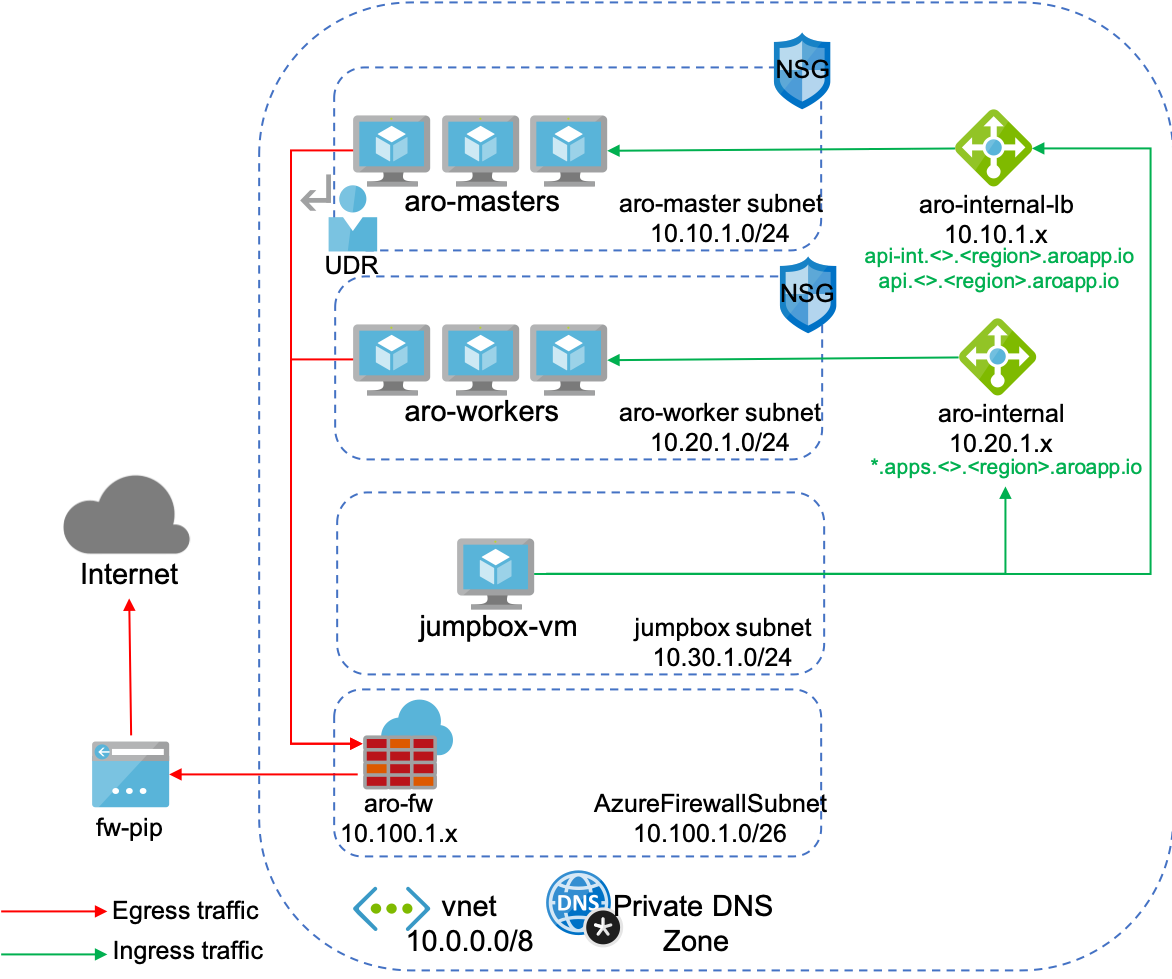 NSG
aro-masters
aro-master subnet
10.10.1.0/24
UDR
aro-internal-lb
10.10.1.x
api-int.<>.<region>.aroapp.io
api.<>.<region>.aroapp.io
NSG
aro-workers
aro-worker subnet
10.20.1.0/24
aro-internal
10.20.1.x
*.apps.<>.<region>.aroapp.io
Internet
jumpbox-vm
jumpbox subnet
10.30.1.0/24
fw-pip
aro-fw
10.100.1.x
AzureFirewallSubnet
10.100.1.0/26
Egress traffic
Ingress traffic
vnet
10.0.0.0/8
DNS
Private DNS
Zone